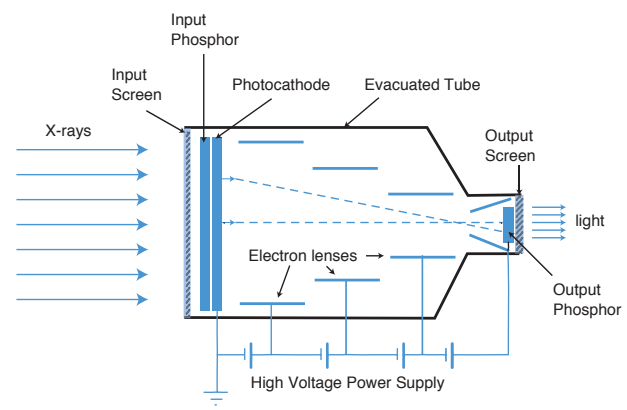 Input
Phosphor
Input
Screen
Photocathode
Evacuated Tube
X-rays
Output
Screen
light
Electron lenses
Output
Phosphor
High Voltage Power Supply